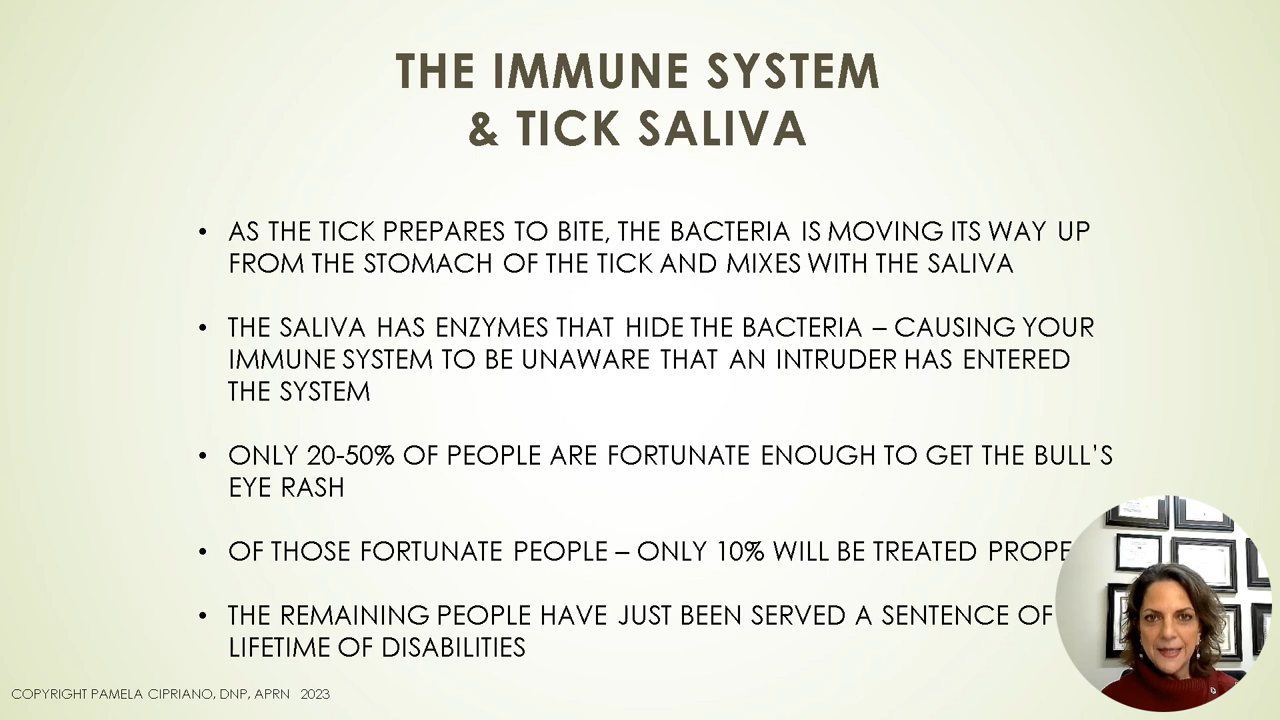 THE IMMUNE SYSTEM
& TICK SALIVA
• AS THE TICK PREPARES TO BITE, THE BACTERIA IS MOVING ITS WAY UP
FROM THE STOMACH OF THE TICK AND MIXES WITH THE SALIVA
• THE SALIVA HAS ENZYMES THAT HIDE THE BACTERIA – CAUSING YOUR
IMMUNE SYSTEM TO BE UNAWARE THAT AN INTRUDER HAS ENTERED
THE SYSTEM
• ONLY 20-50% OF PEOPLE ARE FORTUNATE ENOUGH TO GET THE BULL'S
EYE RASH
• OF THOSE FORTUNATE PEOPLE – ONLY 10% WILL BE TREATED PROPE
• THE REMAINING PEOPLE HAVE JUST BEEN SERVED A SENTENCE OF
LIFETIME OF DISABILITIES
COPYRIGHT PAMELA CIPRIANO, DNP, APRN 2023